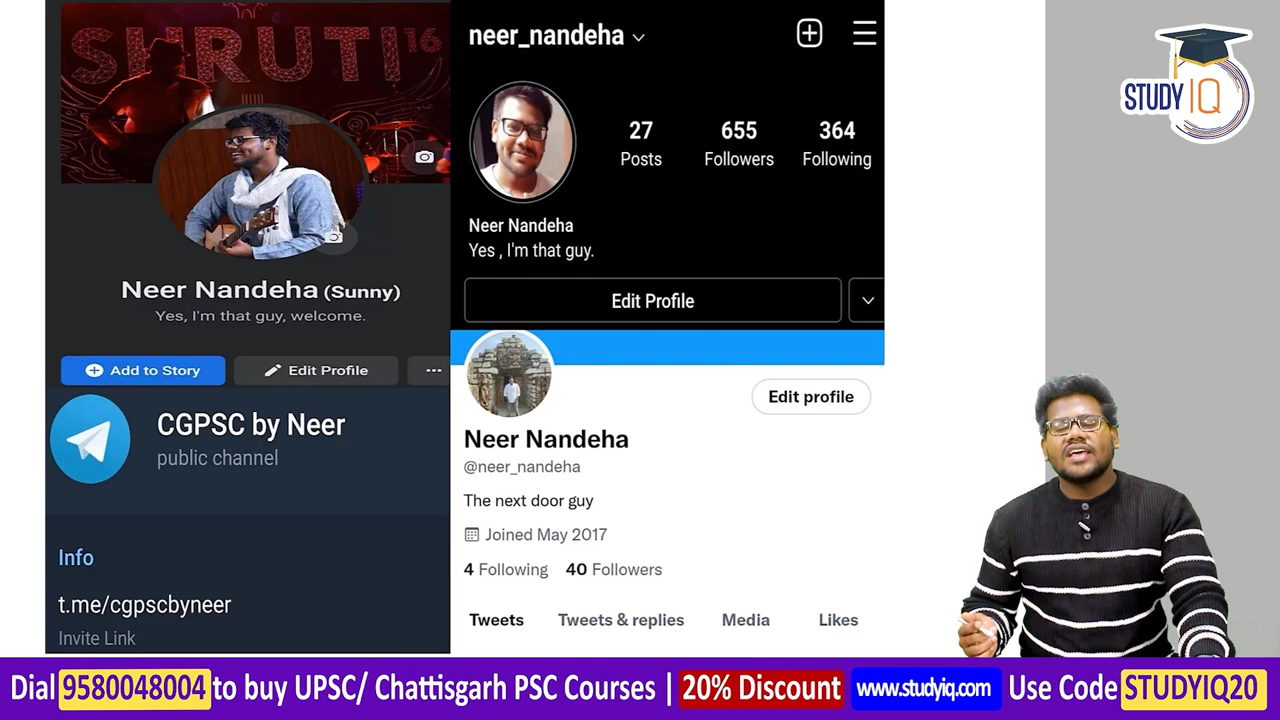 SHRUTI 16
Neer Nandeha (Sunny)
Yes, I'm that guy, welcome.
Add to Story
Edit Profile
CGPSC by Neer
public channel
Info
t.me/cgpscbyneer
Invite Link
neer_nandeha
27
655
364
Posts
Followers
Following
Neer Nandeha
Yes , I'm that guy.
Edit Profile
Edit profile
Neer Nandeha
@neer_nandeha
The next door guy
Joined May 2017
4 Following 40 Followers
Tweets Tweets & replies Media Likes
STUDY IQ
Dial 9580048004 to buy UPSC/ Chattisgarh PSC Courses | 20% Discount www.studyiq.com Use Code STUDYIQ20